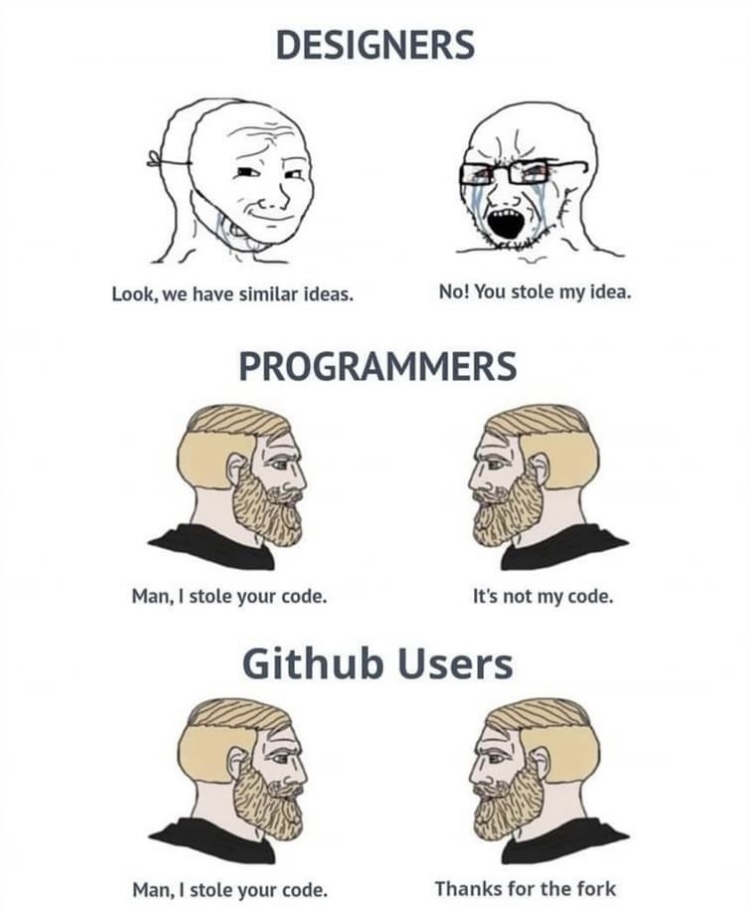 DESIGNERS
Look, we have similar ideas.
No! You stole my idea.
PROGRAMMERS
Man, I stole your code.
It's not my code.
Github Users
Man, I stole your code.
Thanks for the fork